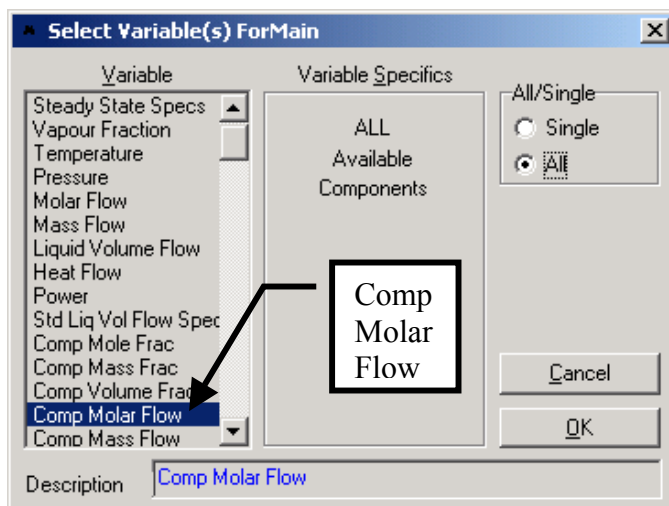 Select Variable(s) ForMain
Variable
Steady State Specs
Vapour Fraction
Temperature
Pressure
Molar Flow
Mass Flow
Liquid Volume Flow
Heat Flow
Power
Std Liq Vol Flow Spec
Comp Mole Frac
Comp Mass Frac
Comp Volume Frac
Comp Molar Flow
Comp Mass Flow
Variable Specifics
ALL
Available
Components
All/Single
Single
All
Comp
Molar
Flow
Cancel
OK
Description
Comp Molar Flow